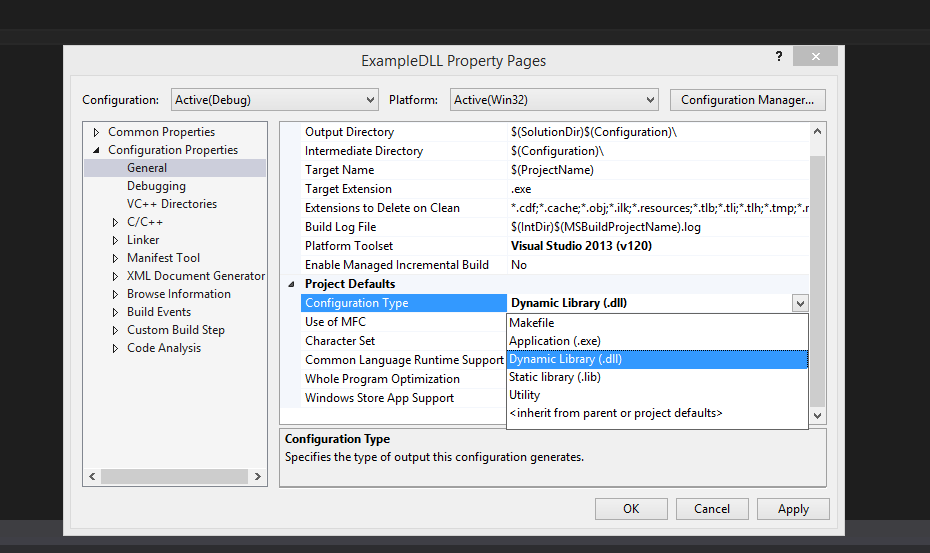 ExampleDLL Property Pages
?
Configuration: Active(Debug) Platform: Active(Win32) Configuration Manager...
Common Properties
Configuration Properties
General
Debugging
VC++ Directories
C/C++
Linker
Manifest Tool
XML Document Generator
Browse Information
Build Events
Custom Build Step
Code Analysis
Output Directory $(SolutionDir)$(Configuration)\
Intermediate Directory $(Configuration)\
Target Name $(ProjectName)
Target Extension .exe
Extensions to Delete on Clean *.cdf;*.cache;*.obj;*.ilk;*.resources;*.tlb;*.tli;*.tlh;*.tmp;*.r
Build Log File $(IntDir)$(MSBuildProjectName).log
Platform Toolset Visual Studio 2013 (v120)
Enable Managed Incremental Build No
Project Defaults
Configuration Type Dynamic Library (.dll)
Use of MFC
Character Set
Common Language Runtime Support
Whole Program Optimization
Windows Store App Support
Makefile
Application (.exe)
Dynamic Library (.dll)
Static library (.lib)
Utility
<inherit from parent or project defaults>
Configuration Type
Specifies the type of output this configuration generates.
OK Cancel Apply